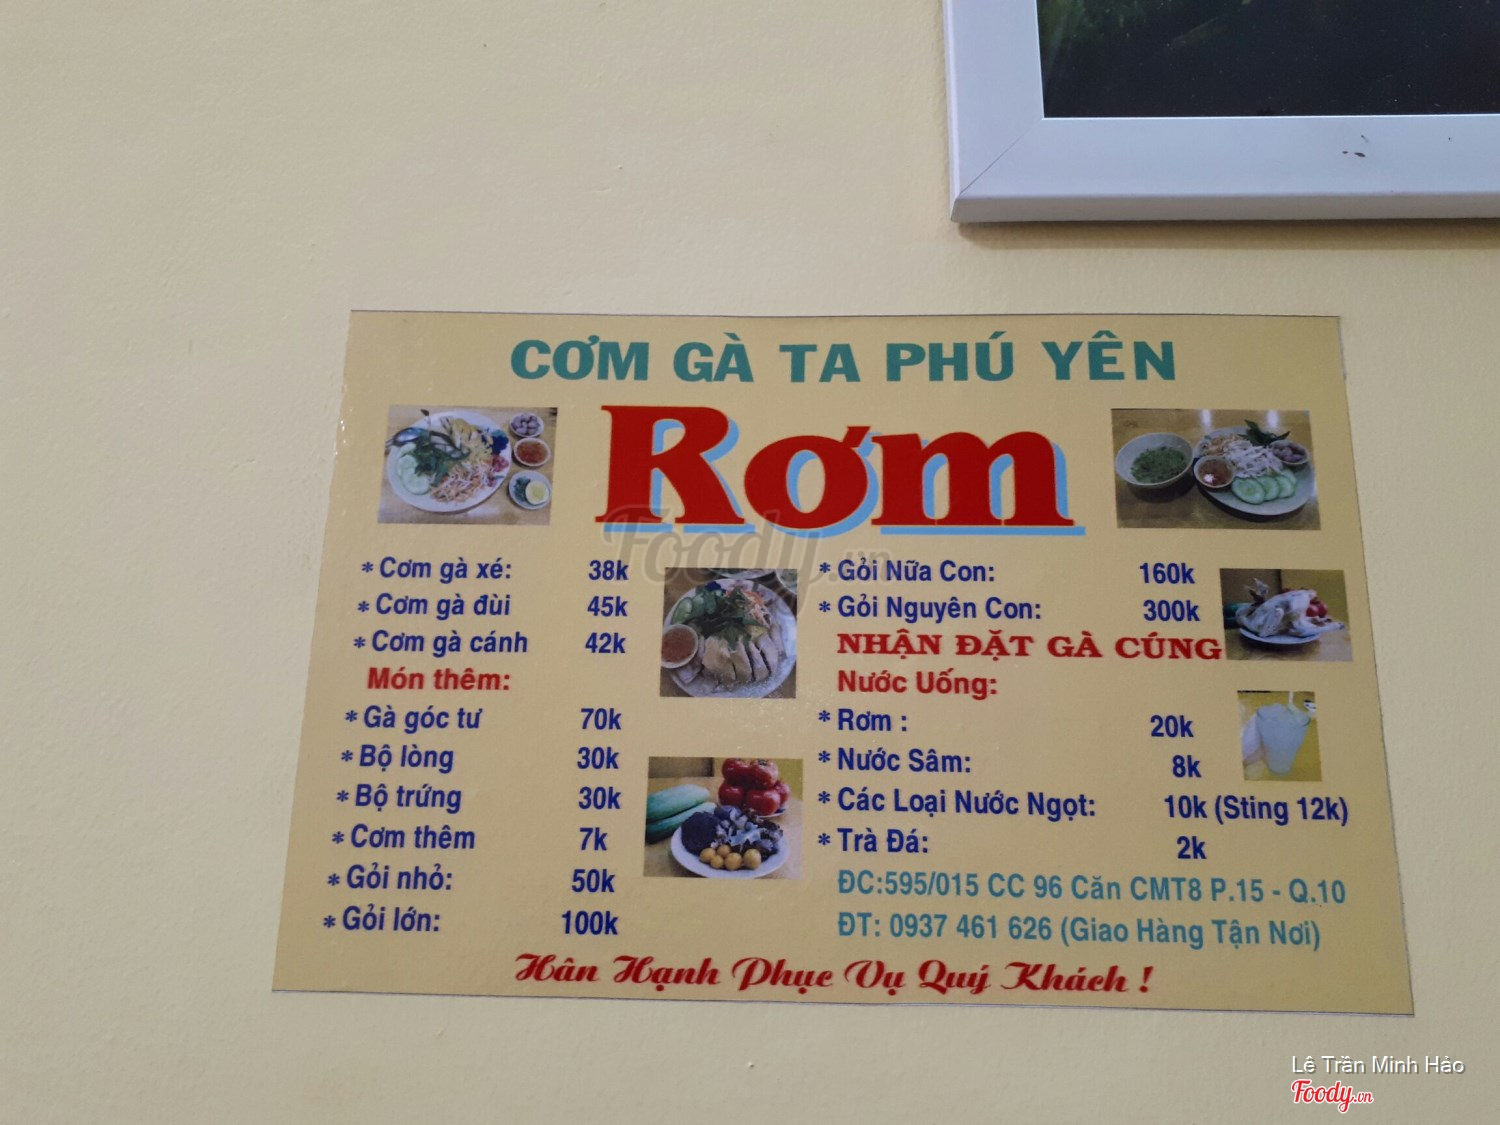 CƠM GÀ TA PHÚ YÊN
Rơm
* Cơm gà xé: 38k
* Cơm gà đùi 45k
* Cơm gà cánh 42k
Món thêm:
* Gà góc tư 70k
* Bộ lòng 30k
* Bộ trứng 30k
* Cơm thêm 7k
* Gỏi nhỏ: 50k
* Gỏi lớn: 100k
* Gỏi Nữa Con: 160k
* Gỏi Nguyên Con: 300k
NHẬN ĐẶT GÀ CÚNG
Nước Uống:
* Rơm : 20k
* Nước Sâm: 8k
* Các Loại Nước Ngọt: 10k (Sting 12k)
* Trà Đá: 2k
ĐC:595/015 CC 96 Căn CMT8 P.15 - Q.10
ĐT: 0937 461 626 (Giao Hàng Tận Nơi)
Hân Hạnh Phục Vụ Quý Khách !
Foody.vn
Lê Trần Minh Hảo
Foody.vn